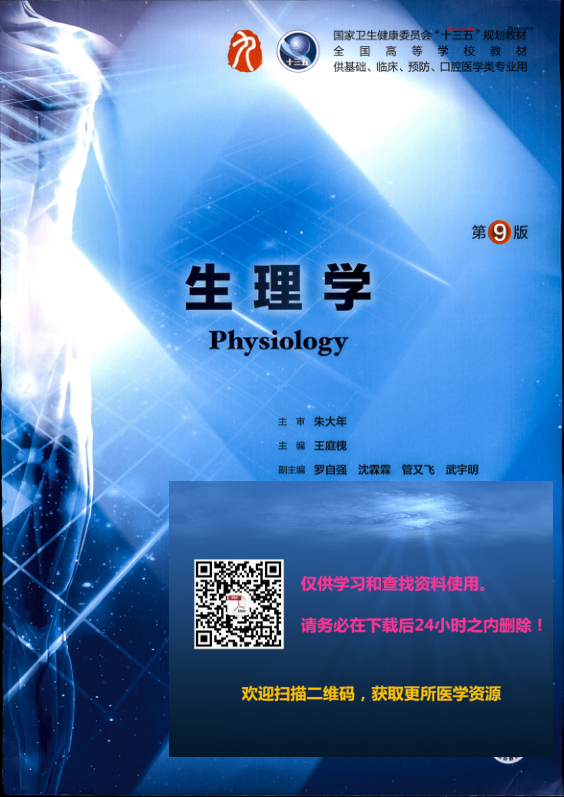 国家卫生健康委员会“十三五”规划教材
全国高等学校教材
供基础、临床、预防、口腔医学类专业用
十三五
第9版
生理学
Physiology
主审 朱大年
主编 王庭槐
副主编 罗自强 沈霖霖 管又飞 武宇明
仅供学习和查找资料使用。
请务必在下载后24小时之内删除！
欢迎扫描二维码，获取更所医学资源